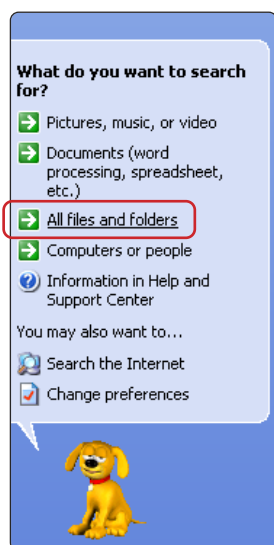 What do you want to search
for?
Pictures, music, or video
Documents (word
processing, spreadsheet,
etc.)
All files and folders
Computers or people
Information in Help and
Support Center
You may also want to...
Search the Internet
Change preferences